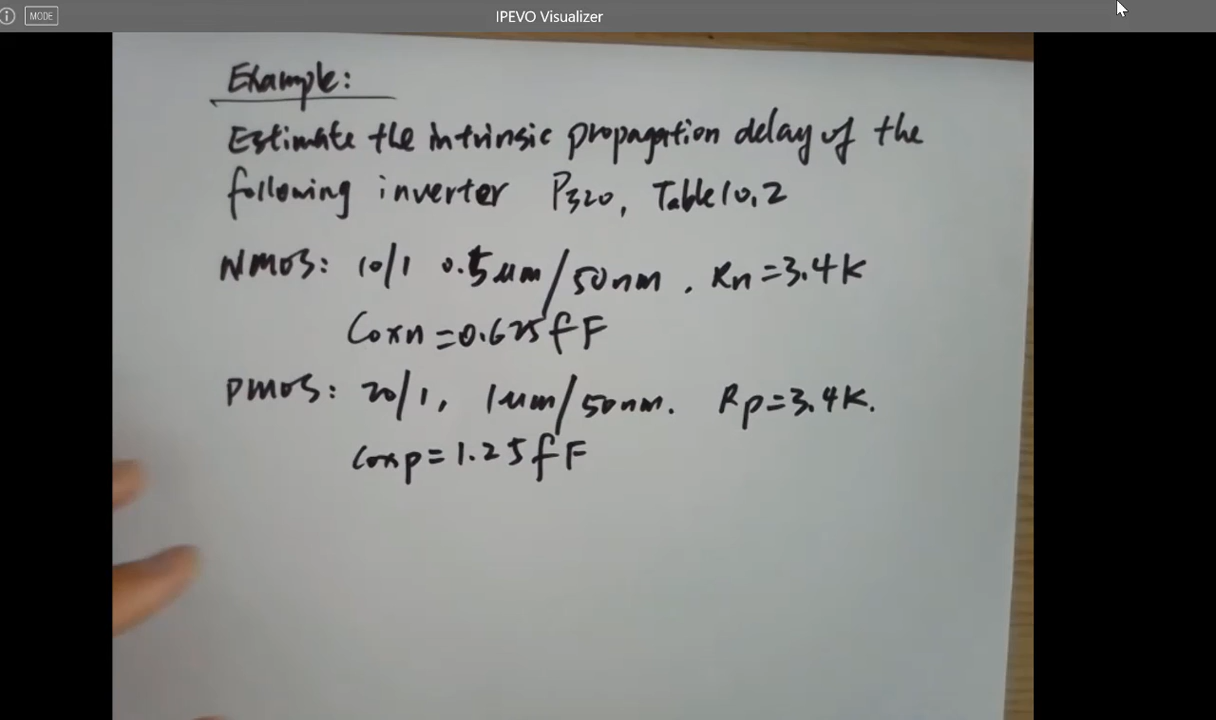 MODE
IPEVO Visualizer
Example:
Estimate the intrinsic propagation delay of the
following inverter P320, Table 10.2
NMOS: 10/1 0.5μm/50nm. Rn=3.4K
Coxn=0.625fF
PMOS: 20/1, 1μm/50nm. Rp=3.4K.
Coxp=1.25fF